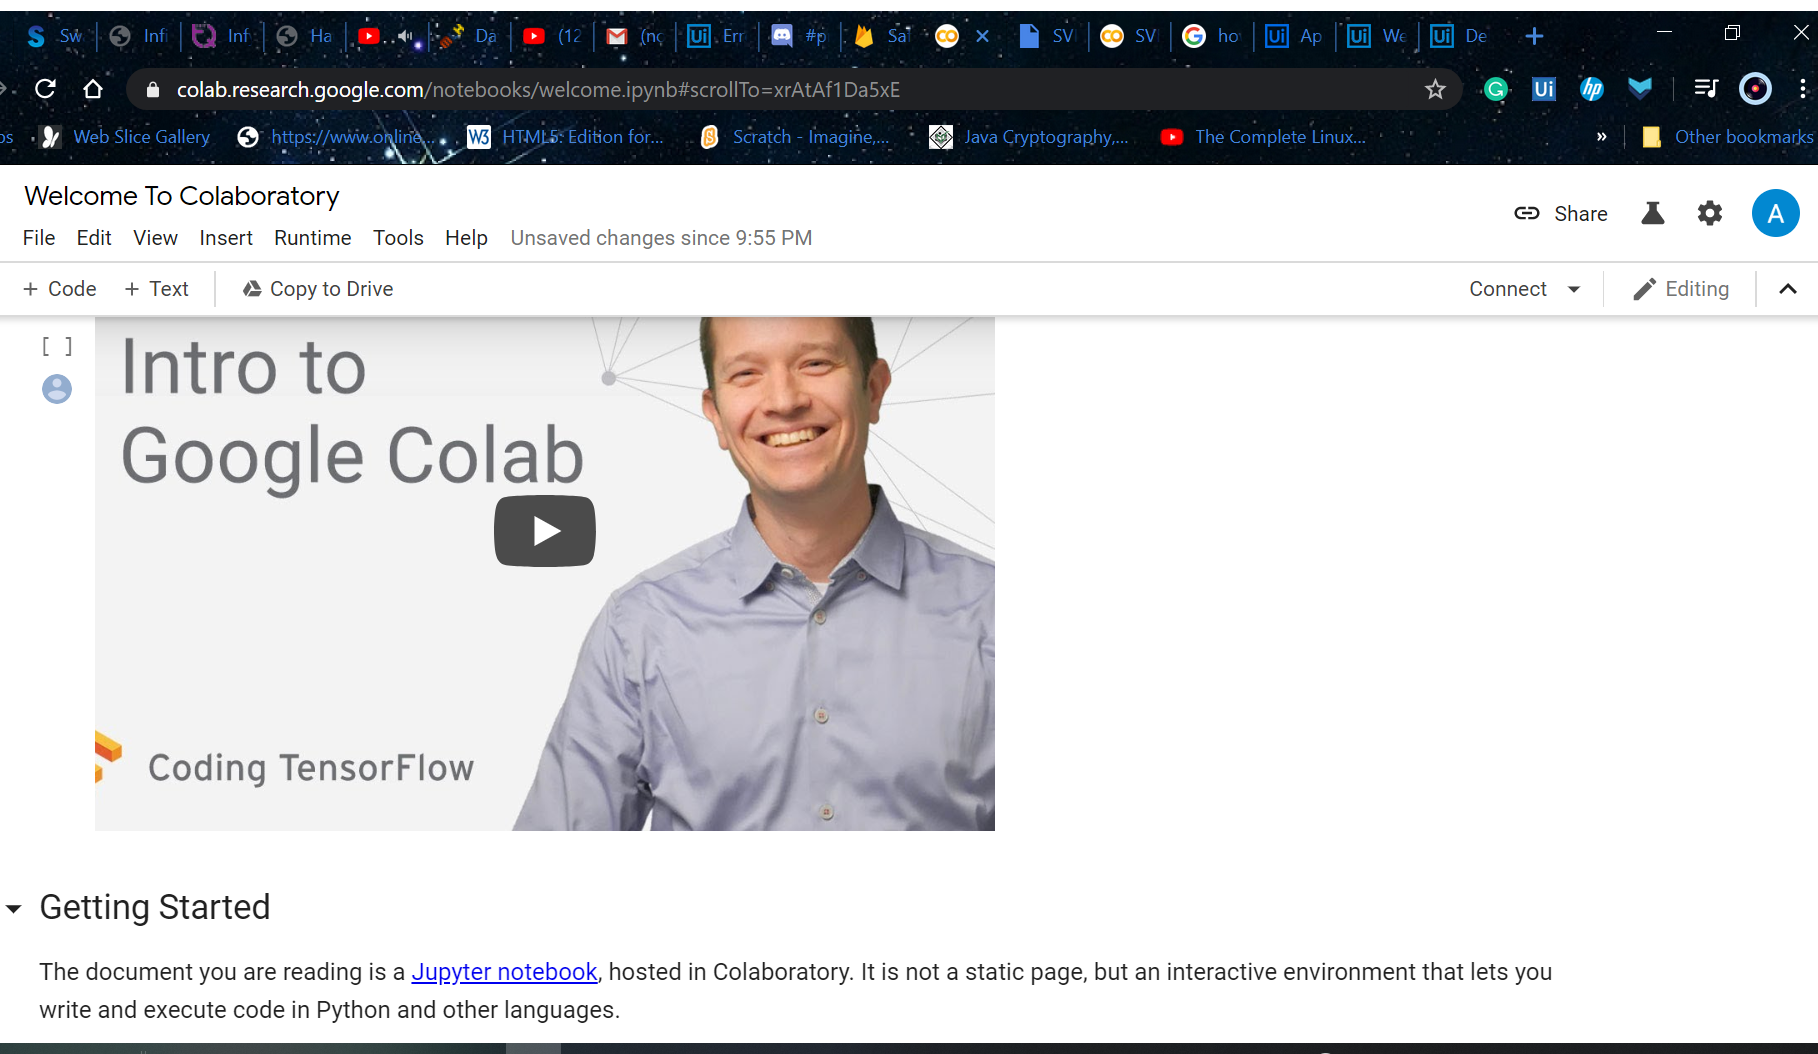 Sw Inf Inf Ha Da (12 (nc Err #p Sa SV SV ho Ap We De
colab.research.google.com/notebooks/welcome.ipynb#scrollTo=xrAtAf1Da5xE
G Ui hp
os Web Slice Gallery https://www.online... W3 HTML5: Edition for... Scratch - Imagine,... Java Cryptography,... The Complete Linux... » Other bookmarks
Welcome To Colaboratory
Share A
File Edit View Insert Runtime Tools Help Unsaved changes since 9:55 PM
+ Code + Text Copy to Drive Connect Editing
[ ]
Intro to
Google Colab
Coding TensorFlow
Getting Started
The document you are reading is a Jupyter notebook, hosted in Colaboratory. It is not a static page, but an interactive environment that lets you
write and execute code in Python and other languages.